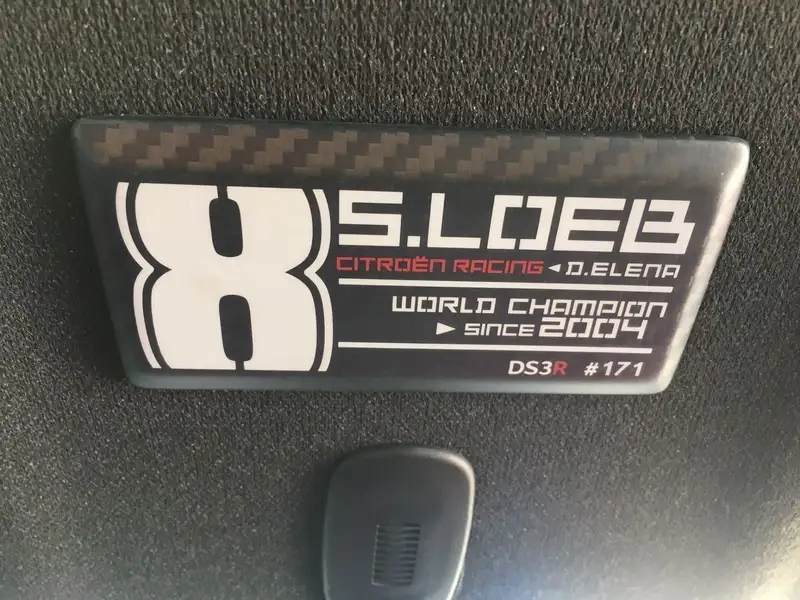 8
S.LOEB
CITROËN RACING ◄ D.ELENA
WORLD CHAMPION
► SINCE 2004
DS3R #171